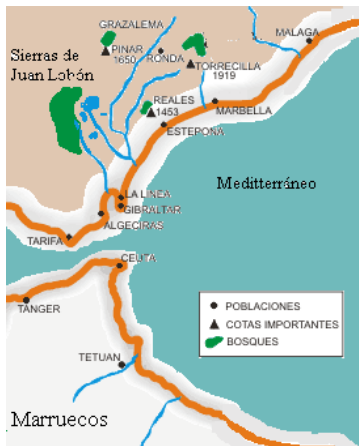 GRAZALEMA
MALAGA
Sierras de
Juan Lobón
PINAR
1650
RONDA
TORRECILLA
1919
REALES
1453
MARBELLA
ESTEPONA
Meditterráneo
LA LINEA
GIBRALTAR
ALGECIRAS
TARIFA
CEUTA
TANGER
POBLACIONES
COTAS IMPORTANTES
BOSQUES
TETUAN
Marruecos